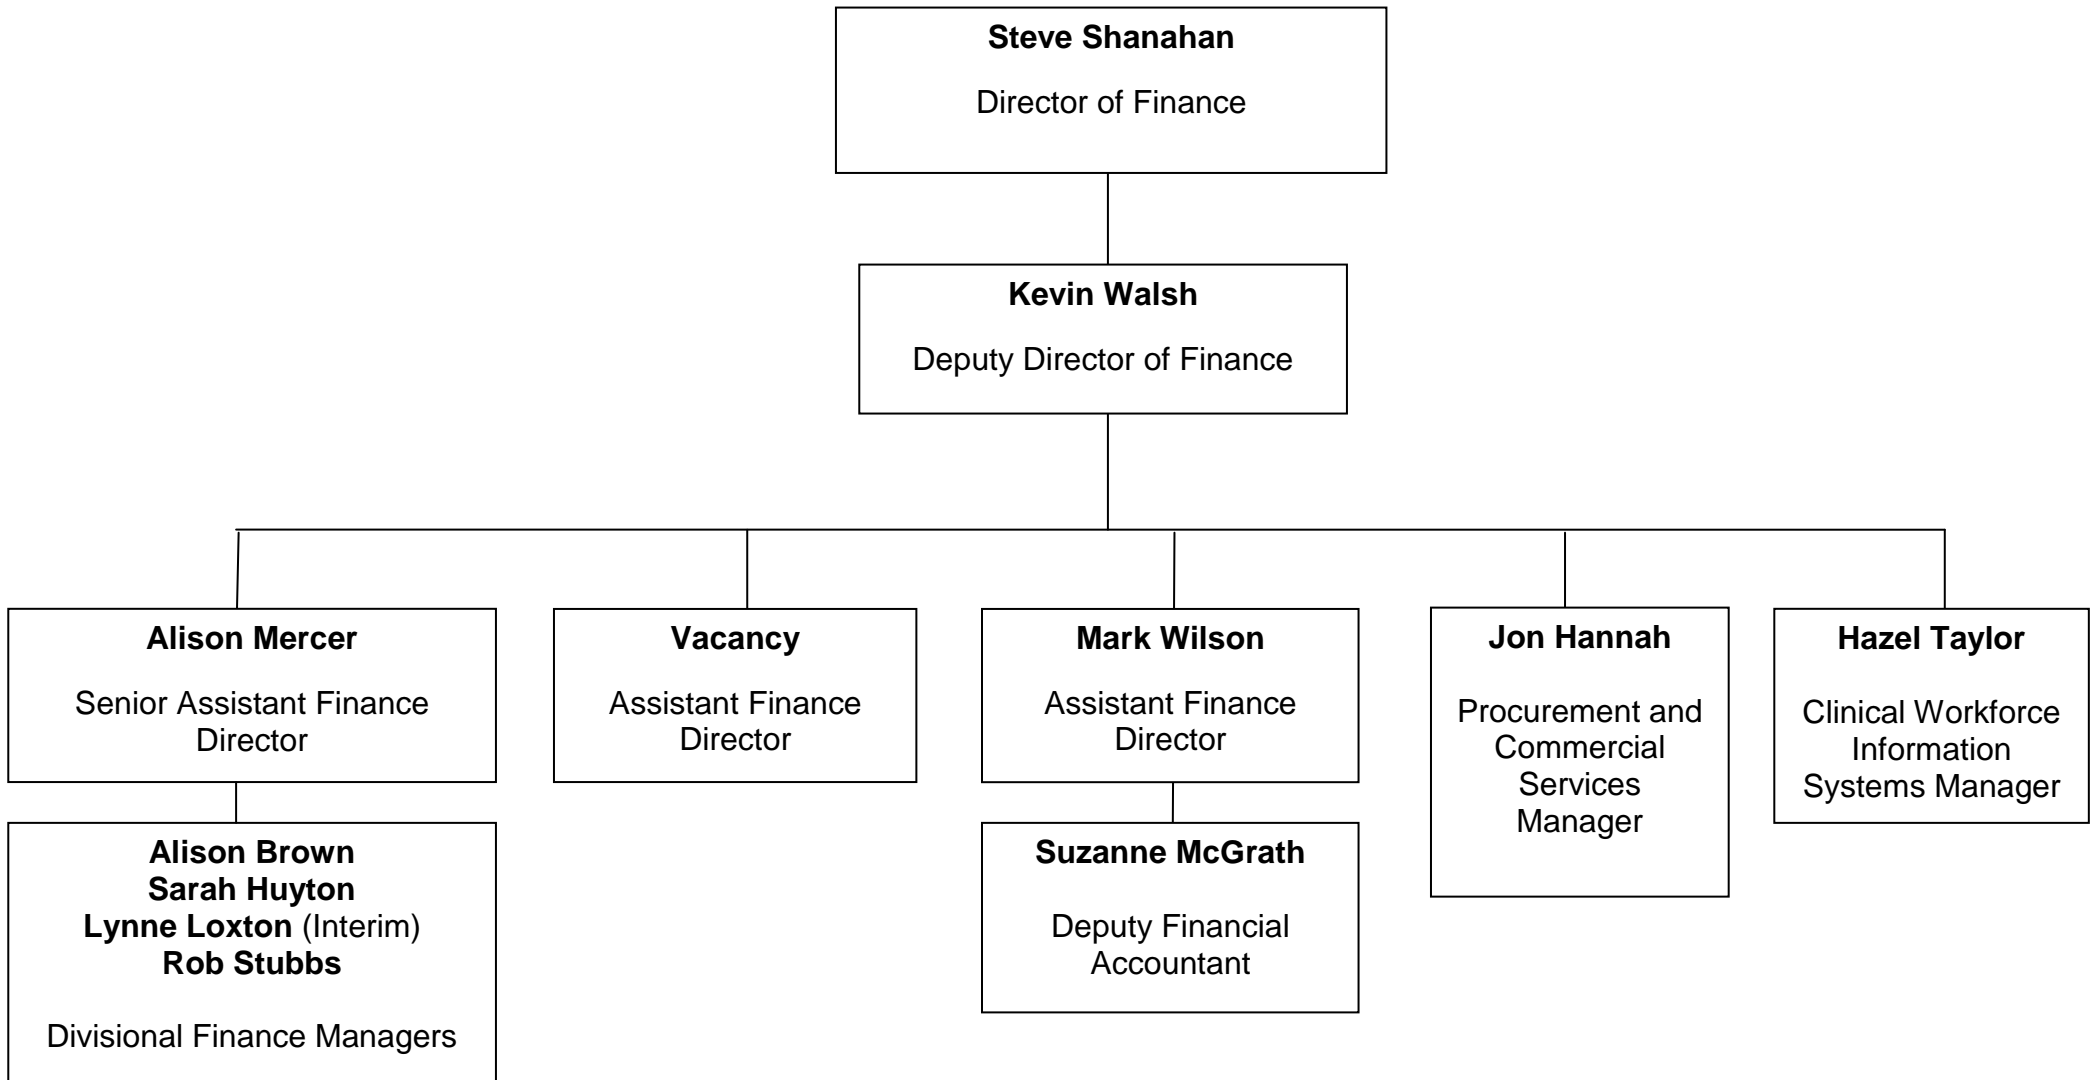 Steve Shanahan
Director of Finance
Kevin Walsh
Deputy Director of Finance
Alison Mercer
Senior Assistant Finance
Director
Vacancy
Assistant Finance
Director
Mark Wilson
Assistant Finance
Director
Jon Hannah
Procurement and
Commercial
Services
Manager
Hazel Taylor
Clinical Workforce
Information
Systems Manager
Alison Brown
Sarah Huyton
Lynne Loxton (Interim)
Rob Stubbs
Divisional Finance Managers
Suzanne McGrath
Deputy Financial
Accountant